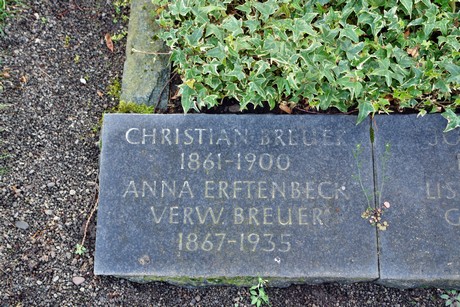 CHRISTIAN BREUER
1861-1900
ANNA ERFTENBECK
VERW. BREUER
1867-1935